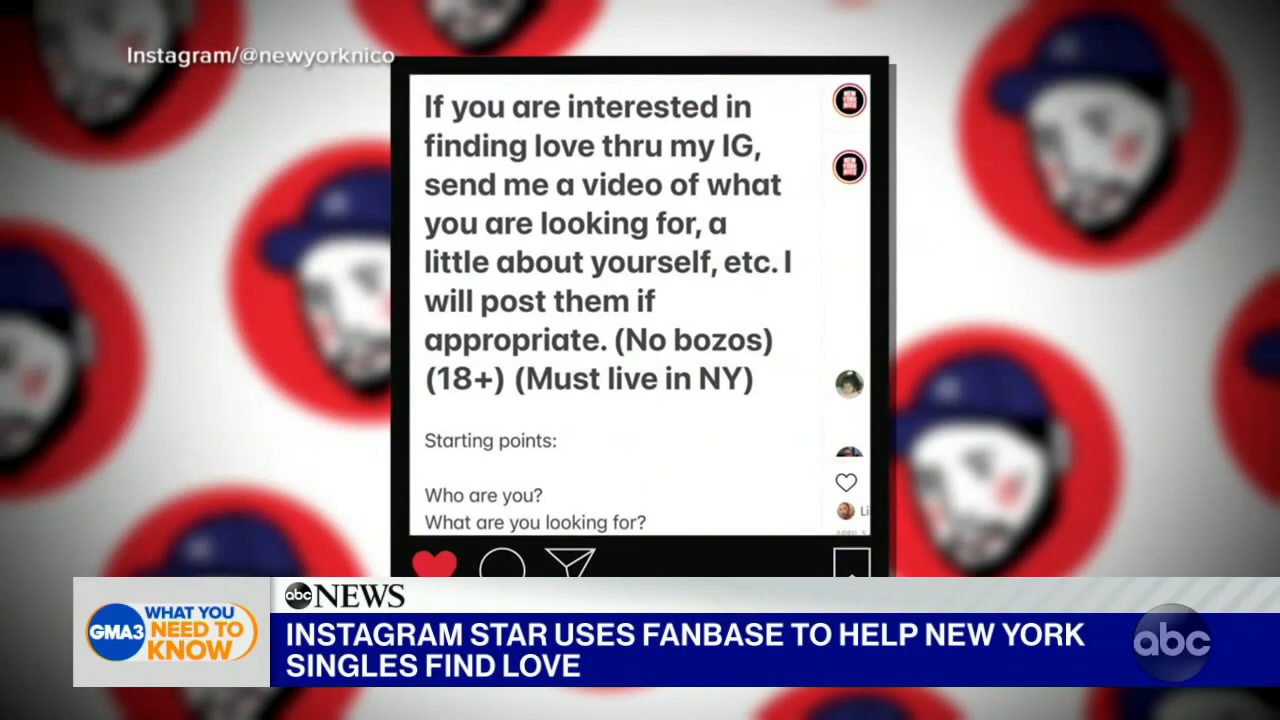 Instagram/@newyorknico
If you are interested in
finding love thru my IG,
send me a video of what
you are looking for, a
little about yourself, etc. I
will post them if
appropriate. (No bozos)
(18+) (Must live in NY)
Starting points:
Who are you?
What are you looking for?
Li
abc NEWS
GMA3 WHAT YOU
NEED TO
KNOW
INSTAGRAM STAR USES FANBASE TO HELP NEW YORK
SINGLES FIND LOVE
abc